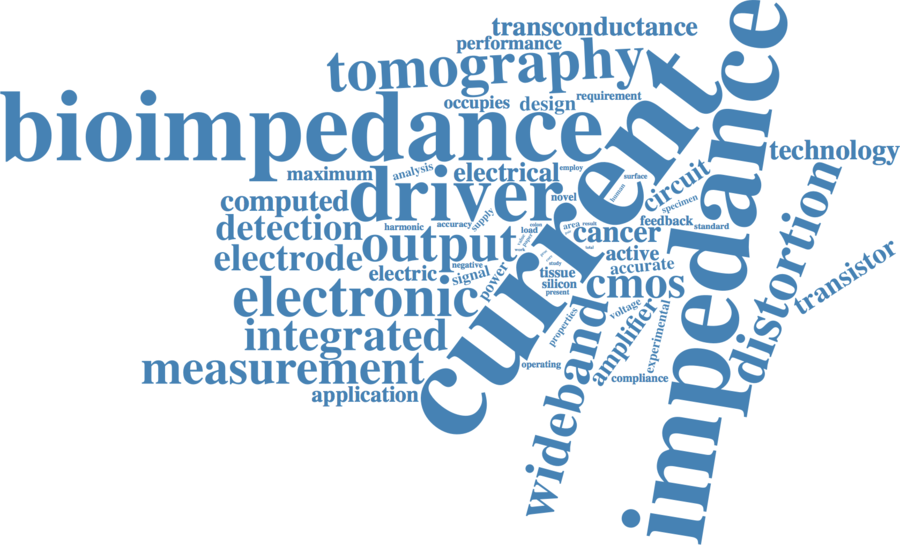 transconductance
performance
tomography
occupies
design
requirement
bioimpedance
current
impedance
technology
maximum
analysis
electrical
employ
surface
human
circuit
specimen
computed
driver
novel
detection
harmonic
accuracy
supply
load
area
result
feedback
standard
cancer
output
electrode
electric
negative
signal
power
study
tissue
silicon
present
active
accurate
cmos
electronic
integrated
measurement
application
properties
operating
voltage
amplifier
experimental
compliance
wideband
distortion
transistor